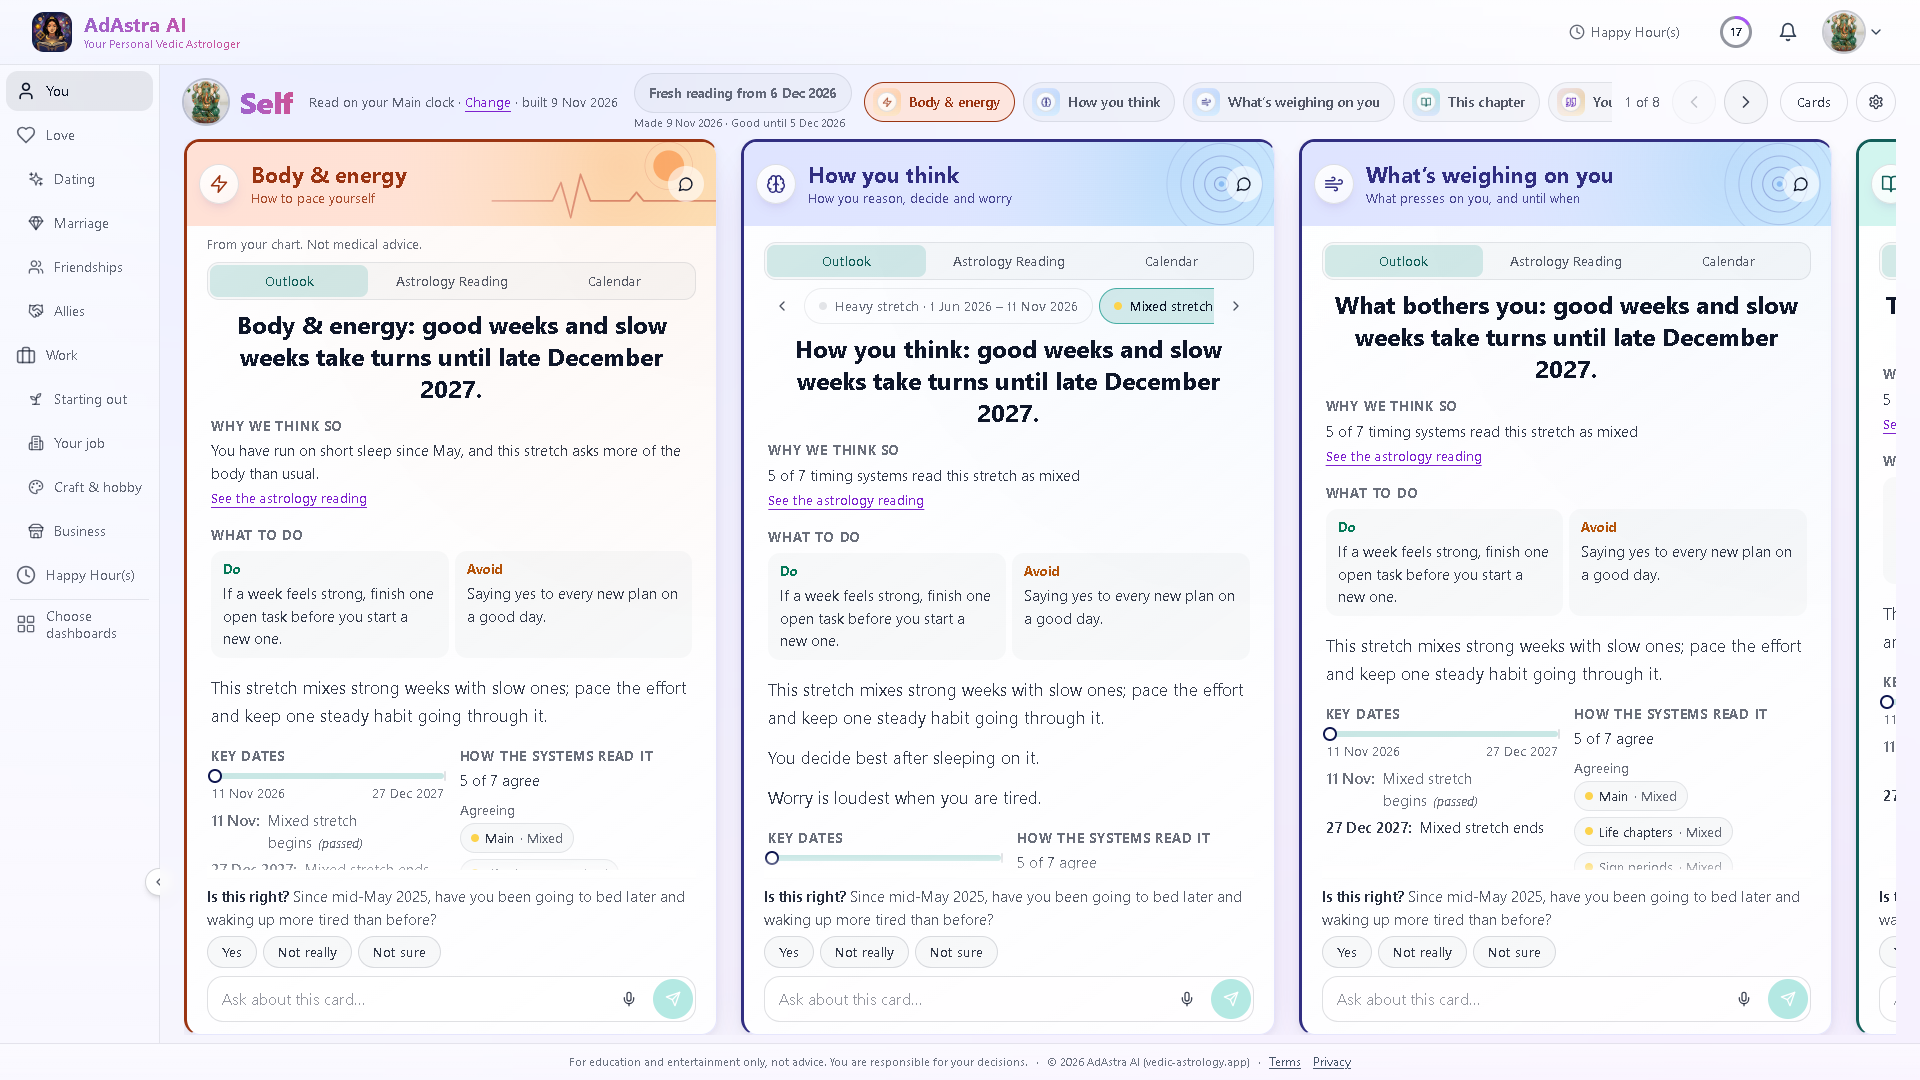 AdAstra AI
Your Personal Vedic Astrologer
Happy Hour(s)
17
You
Love
Dating
Marriage
Friendships
Allies
Work
Starting out
Your job
Craft & hobby
Business
Happy Hour(s)
Choose
dashboards
Self
Read on your Main clock · Change · built 9 Nov 2026
Fresh reading from 6 Dec 2026
Made 9 Nov 2026 · Good until 5 Dec 2026
Body & energy
How you think
What's weighing on you
This chapter
You
1 of 8
Cards
Body & energy
How to pace yourself
From your chart. Not medical advice.
Outlook
Astrology Reading
Calendar
Body & energy: good weeks and slow
weeks take turns until late December
2027.
WHY WE THINK SO
You have run on short sleep since May, and this stretch asks more of the
body than usual.
See the astrology reading
WHAT TO DO
Do
If a week feels strong, finish one
open task before you start a
new one.
Avoid
Saying yes to every new plan on
a good day.
This stretch mixes strong weeks with slow ones; pace the effort
and keep one steady habit going through it.
KEY DATES
11 Nov 2026
27 Dec 2027
11 Nov: Mixed stretch
begins (passed)
27 Dec 2027: Mixed stretch ends
HOW THE SYSTEMS READ IT
5 of 7 agree
Agreeing
Main · Mixed
Is this right? Since mid-May 2025, have you been going to bed later and
waking up more tired than before?
Yes
Not really
Not sure
Ask about this card...
How you think
How you reason, decide and worry
Outlook
Astrology Reading
Calendar
Heavy stretch · 1 Jun 2026 – 11 Nov 2026
Mixed stretch
How you think: good weeks and slow
weeks take turns until late December
2027.
WHY WE THINK SO
5 of 7 timing systems read this stretch as mixed
See the astrology reading
WHAT TO DO
Do
If a week feels strong, finish one
open task before you start a
new one.
Avoid
Saying yes to every new plan on
a good day.
This stretch mixes strong weeks with slow ones; pace the effort
and keep one steady habit going through it.
You decide best after sleeping on it.
Worry is loudest when you are tired.
KEY DATES
HOW THE SYSTEMS READ IT
5 of 7 agree
Is this right? Since mid-May 2025, have you been going to bed later and
waking up more tired than before?
Yes
Not really
Not sure
Ask about this card...
What's weighing on you
What presses on you, and until when
Outlook
Astrology Reading
Calendar
What bothers you: good weeks and slow
weeks take turns until late December
2027.
WHY WE THINK SO
5 of 7 timing systems read this stretch as mixed
See the astrology reading
WHAT TO DO
Do
If a week feels strong, finish one
open task before you start a
new one.
Avoid
Saying yes to every new plan on
a good day.
This stretch mixes strong weeks with slow ones; pace the effort
and keep one steady habit going through it.
KEY DATES
11 Nov 2026
27 Dec 2027
11 Nov: Mixed stretch
begins (passed)
27 Dec 2027: Mixed stretch ends
HOW THE SYSTEMS READ IT
5 of 7 agree
Agreeing
Main · Mixed
Life chapters · Mixed
Sign periods · Mixed
Is this right? Since mid-May 2025, have you been going to bed later and
waking up more tired than before?
Yes
Not really
Not sure
Ask about this card...
For education and entertainment only, not advice. You are responsible for your decisions. · © 2026 AdAstra AI (vedic-astrology.app) · Terms Privacy